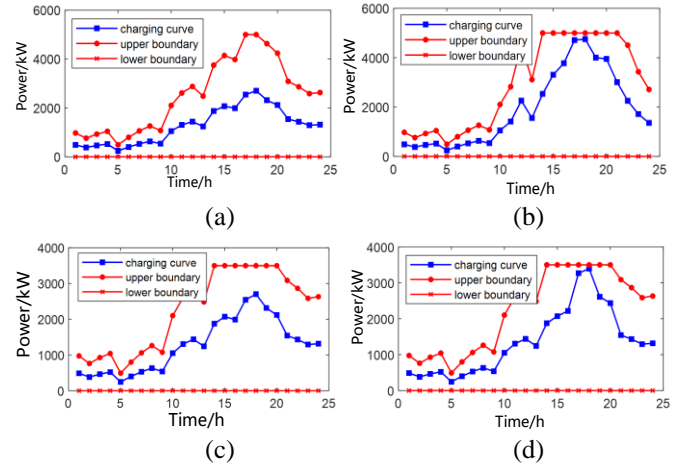 6000
4000
2000
0
Power/kW
charging curve
upper boundary
lower boundary
0 5 10 15 20 25
Time/h
(a)
6000
4000
2000
0
Power/kW
charging curve
upper boundary
lower boundary
0 5 10 15 20 25
Time/h
(b)
4000
3000
2000
1000
0
Power/kW
charging curve
upper boundary
lower boundary
0 5 10 15 20 25
Time/h
(c)
4000
3000
2000
1000
0
Power/kW
charging curve
upper boundary
lower boundary
0 5 10 15 20 25
Time/h
(d)